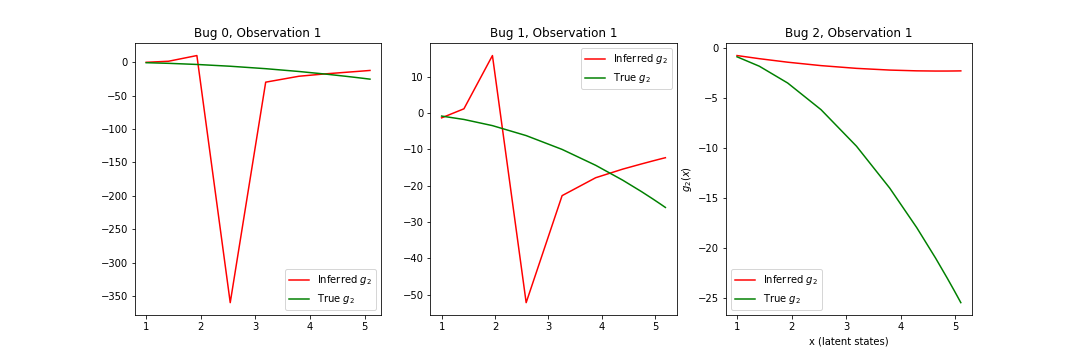 Bug 0, Observation 1
0
−50
−100
−150
−200
−250
−300
−350
1 2 3 4 5
Inferred g₂
True g₂
Bug 1, Observation 1
10
0
−10
−20
−30
−40
−50
1 2 3 4 5
Inferred g₂
True g₂
Bug 2, Observation 1
g₂(x)
0
−5
−10
−15
−20
−25
1 2 3 4 5
x (latent states)
Inferred g₂
True g₂